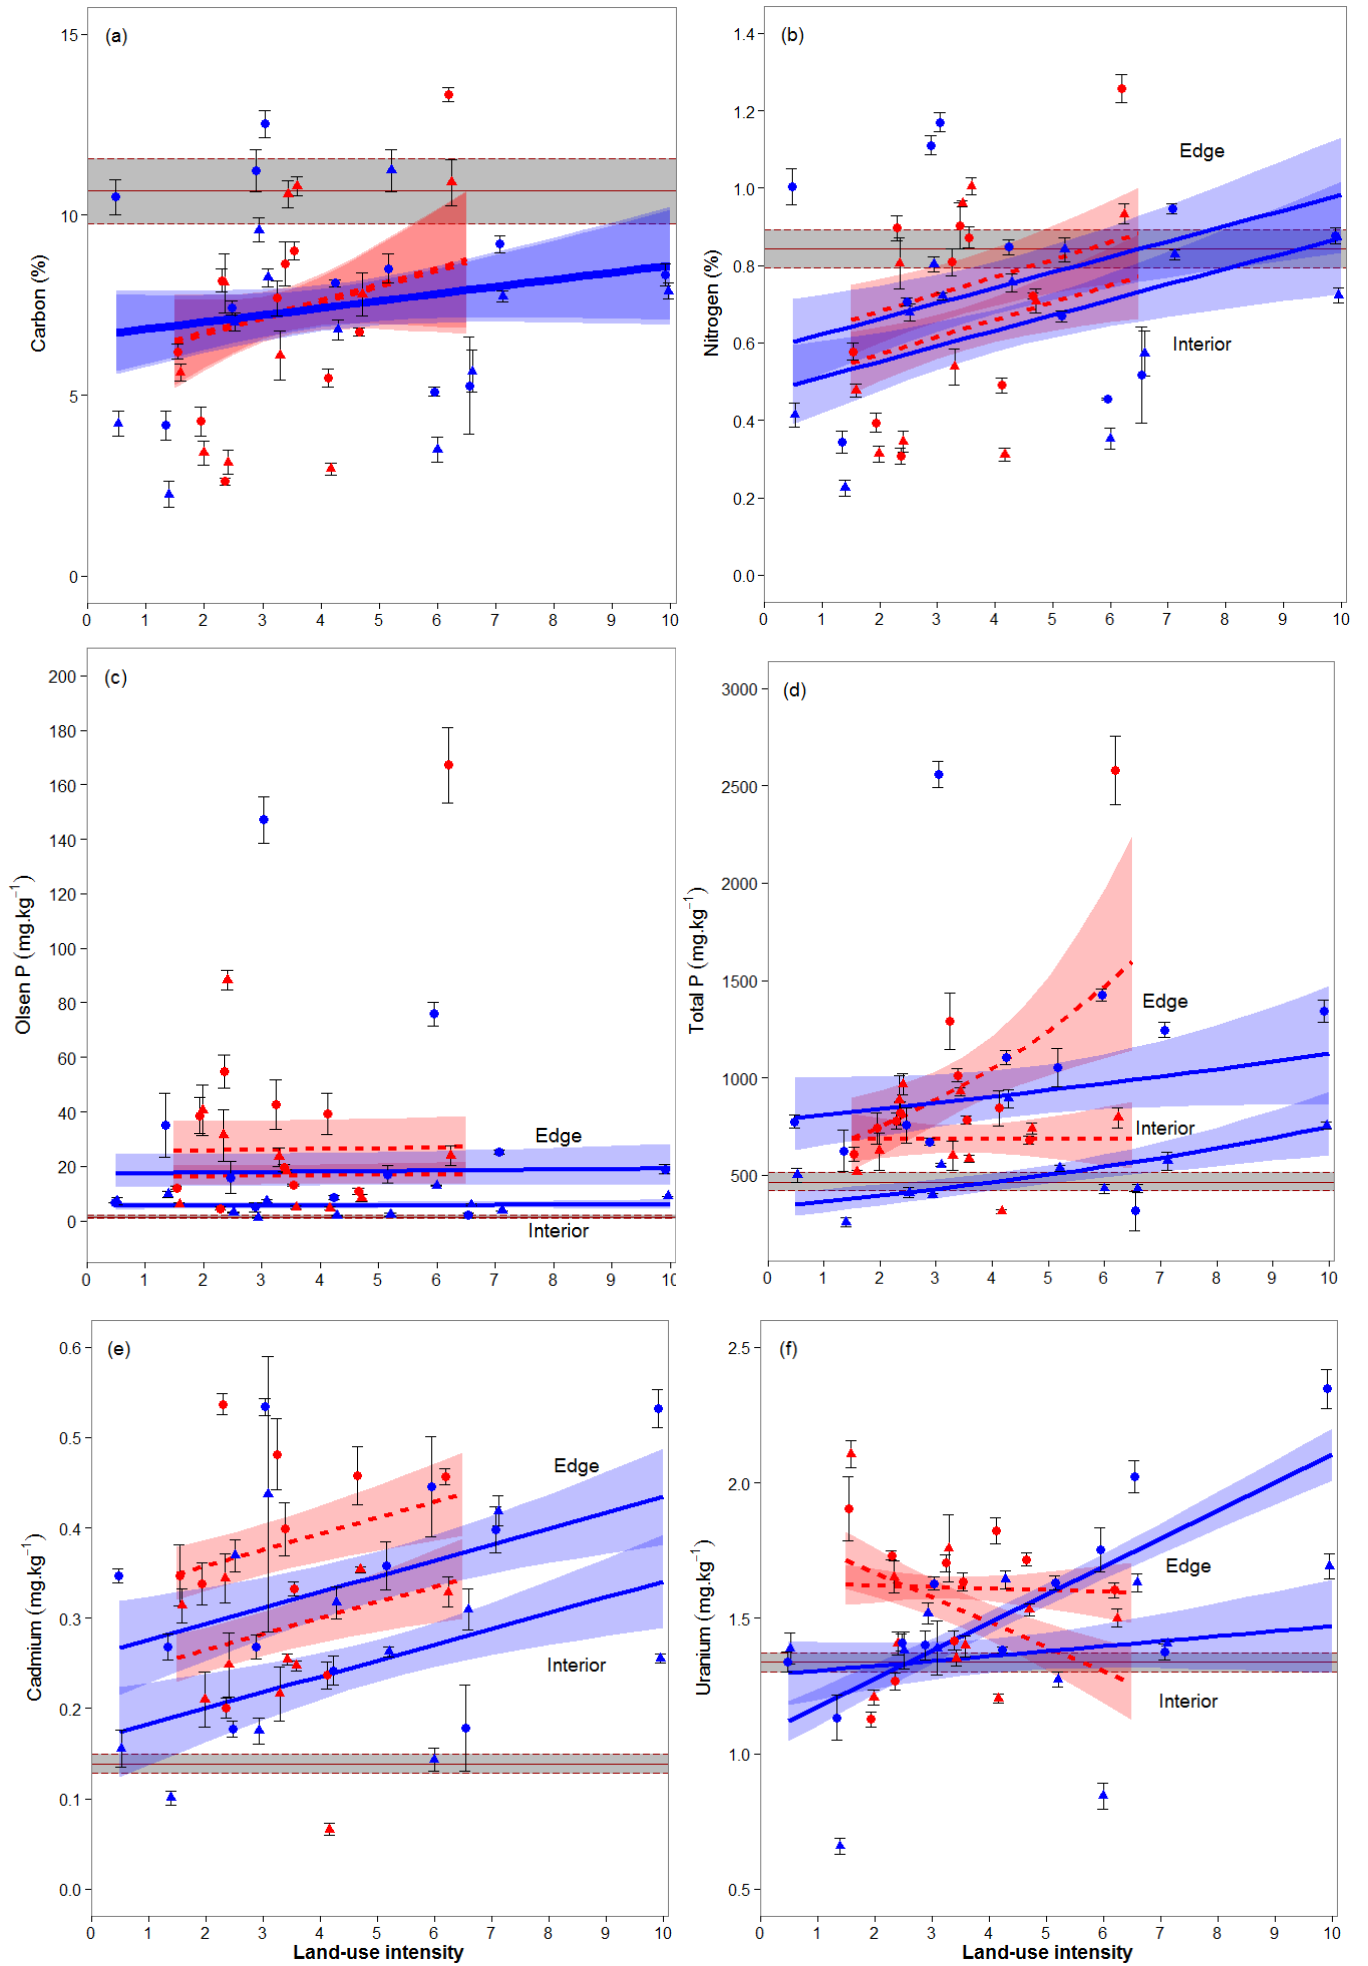 (a)
Carbon (%)
15
10
5
0
0 1 2 3 4 5 6 7 8 9 10
(b)
Nitrogen (%)
1.4
1.2
1.0
0.8
0.6
0.4
0.2
0.0
Edge
Interior
0 1 2 3 4 5 6 7 8 9 10
(c)
Olsen P (mg.kg⁻¹)
200
180
160
140
120
100
80
60
40
20
0
Edge
Interior
0 1 2 3 4 5 6 7 8 9 10
(d)
Total P (mg.kg⁻¹)
3000
2500
2000
1500
1000
500
Edge
Interior
0 1 2 3 4 5 6 7 8 9 10
(e)
Cadmium (mg.kg⁻¹)
0.6
0.5
0.4
0.3
0.2
0.1
0.0
Edge
Interior
0 1 2 3 4 5 6 7 8 9 10
Land-use intensity
(f)
Uranium (mg.kg⁻¹)
2.5
2.0
1.5
1.0
0.5
Edge
Interior
0 1 2 3 4 5 6 7 8 9 10
Land-use intensity